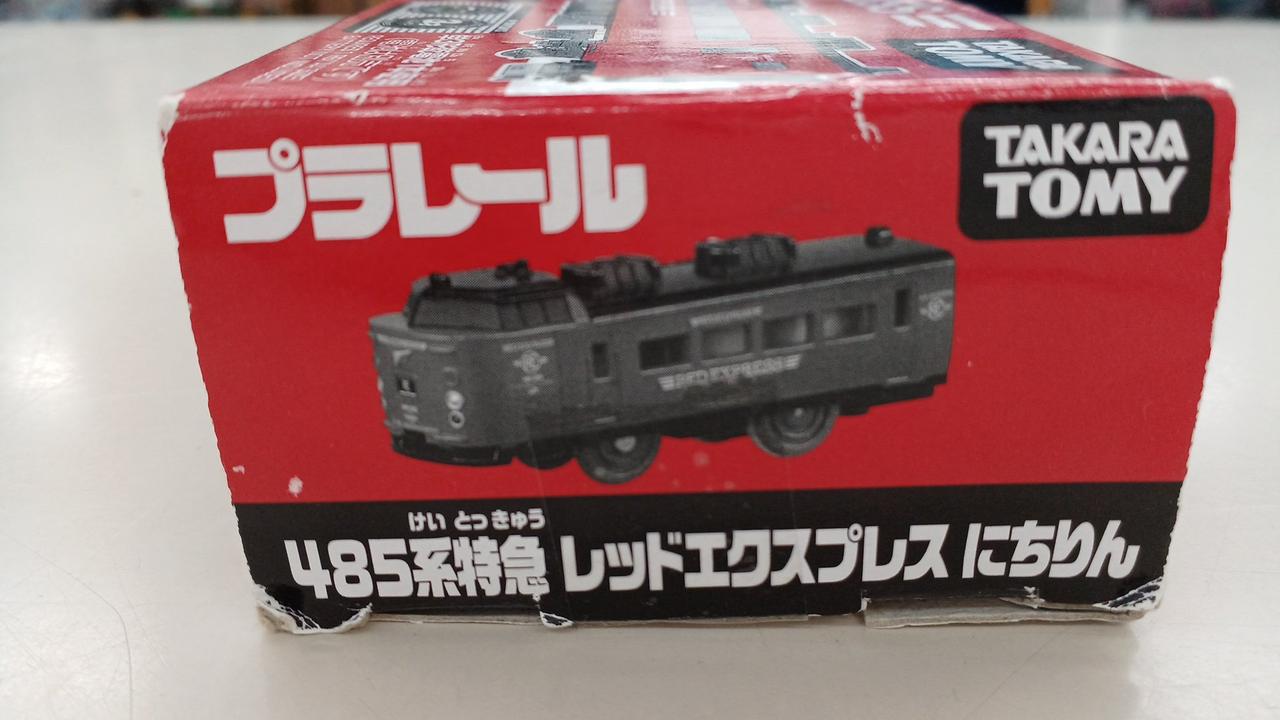 プラレール
TAKARA
TOMY
RED EXPRESS
けい とっきゅう
485系特急 レッドエクスプレス にちりん